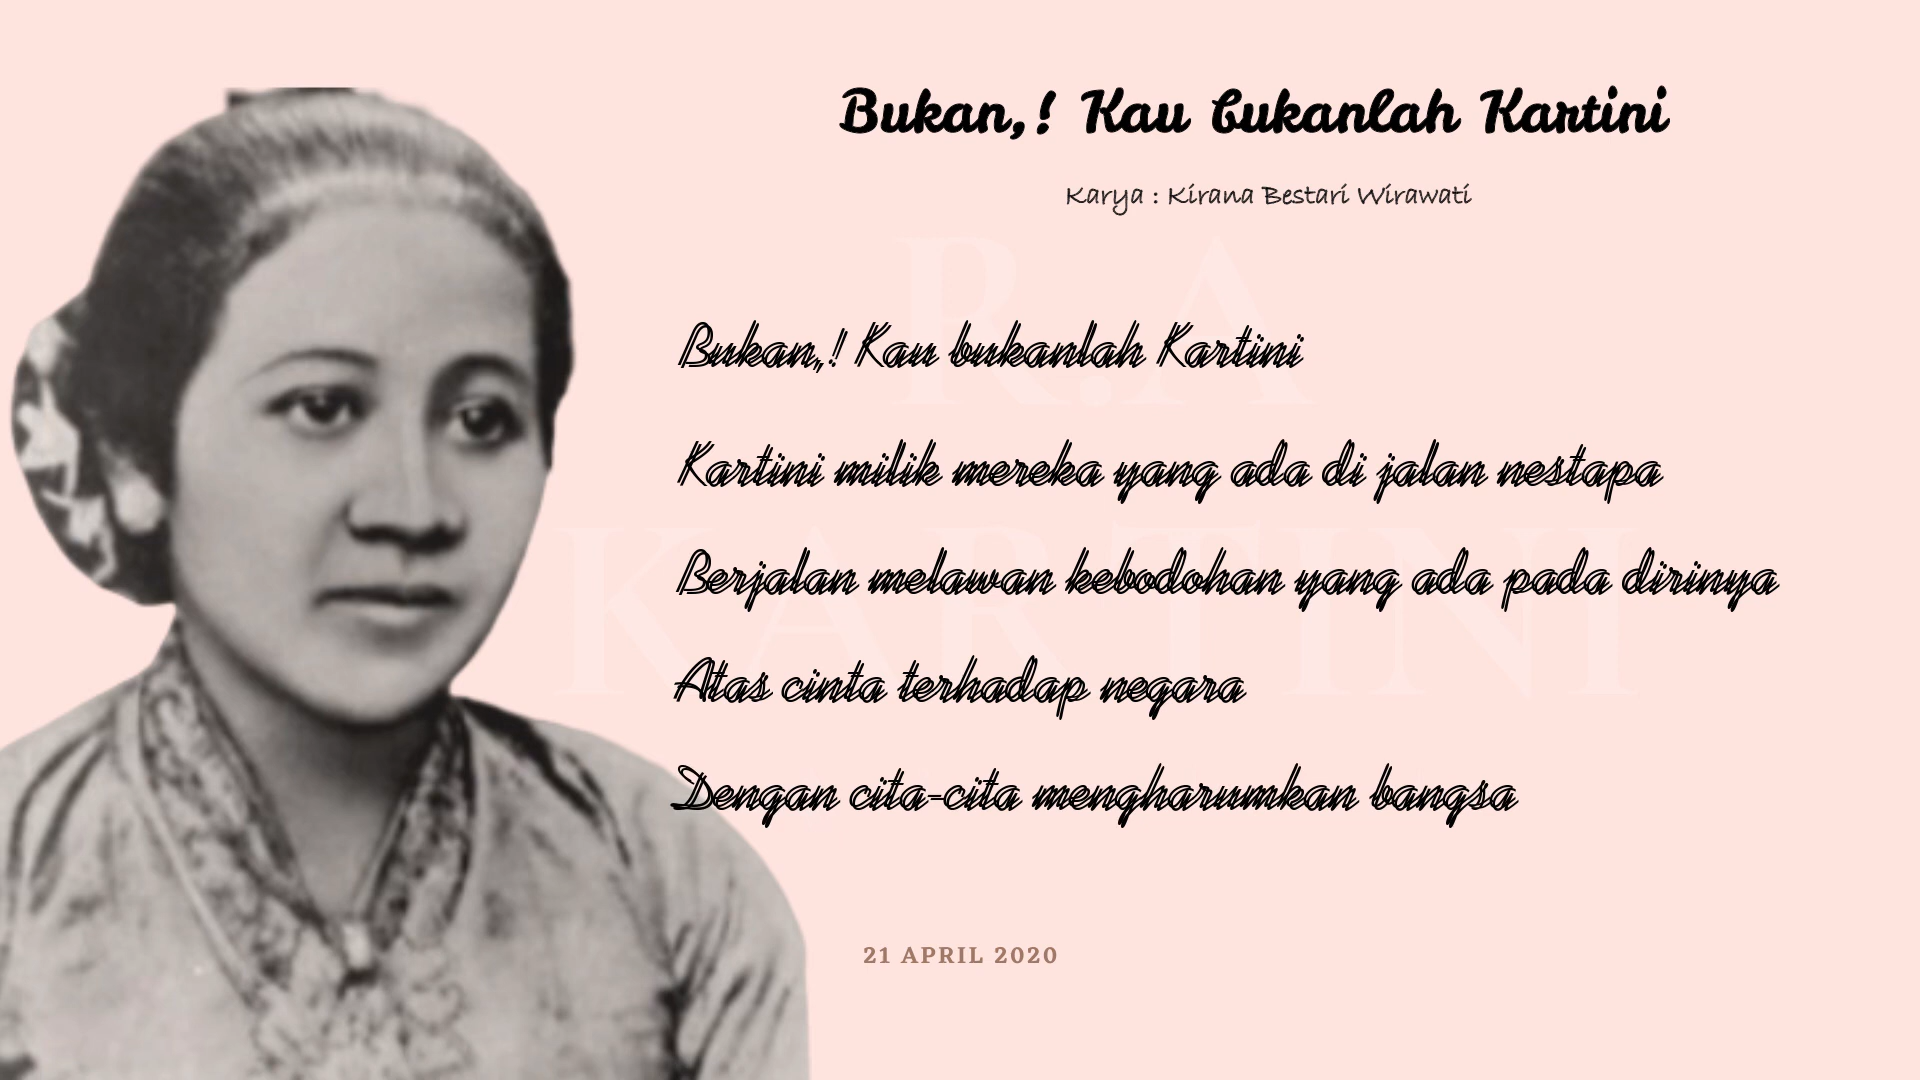 Bukan,! Kau bukanlah Kartini
Karya : Kirana Bestari Wirawati
R.A
KARTINI
Bukan,,! Kau bukanlah Kartini
Kartini milik mereka yang ada di jalan nestapa
Berjalan melawan kebodohan yang ada pada dirinya
Atas cinta terhadap negara
Dengan cita-cita mengharumkan bangsa
21 APRIL 2020